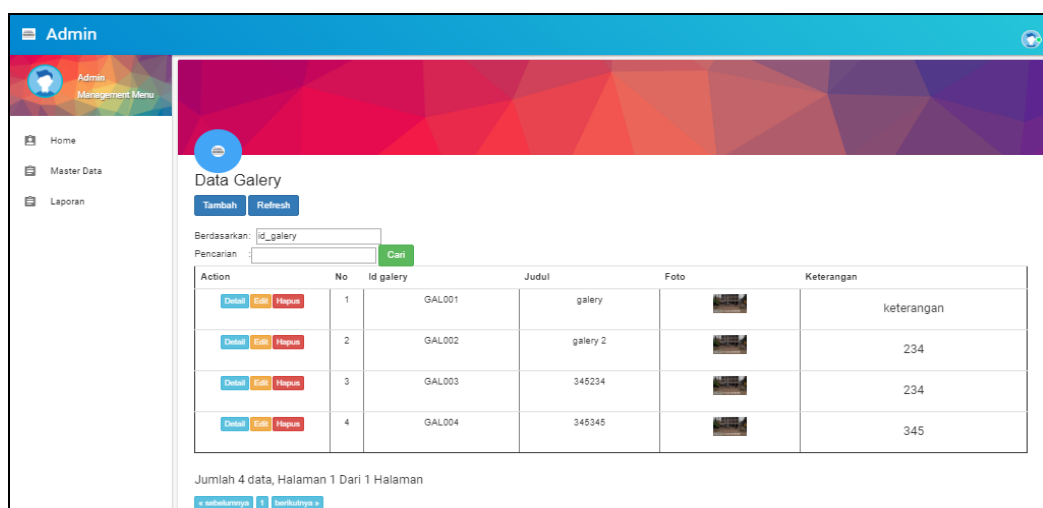 Admin
Admin
Management Menu
Home
Master Data
Laporan
Data Galery
Tambah Refresh
Berdasarkan: id_galery
Pencarian : Cari
Action No Id galery Judul Foto Keterangan
Detail Edit Hapus 1 GAL001 galery keterangan
Detail Edit Hapus 2 GAL002 galery 2 234
Detail Edit Hapus 3 GAL003 345234 234
Detail Edit Hapus 4 GAL004 345345 345
Jumlah 4 data, Halaman 1 Dari 1 Halaman
« sebelumnya 1 berikutnya »